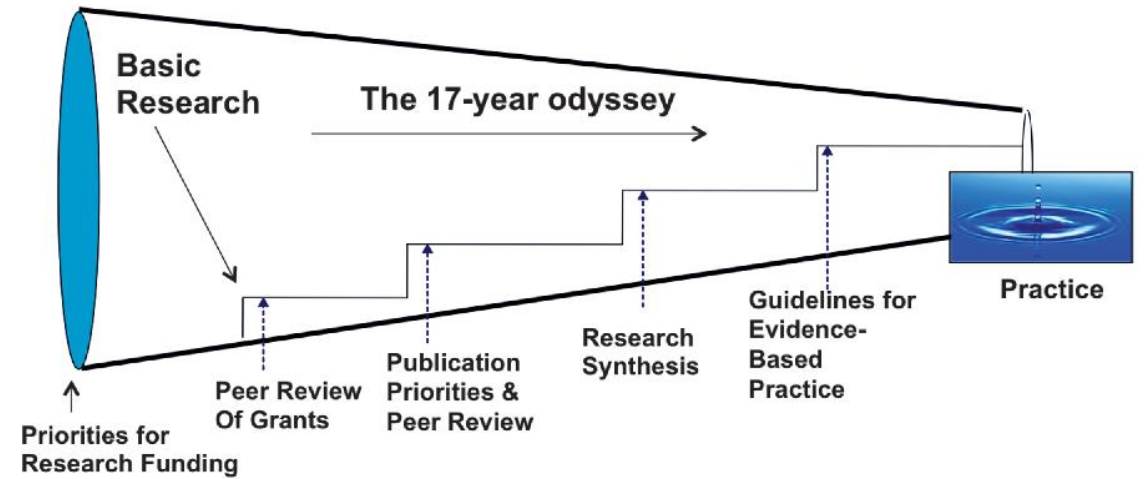 Basic
Research
The 17-year odyssey
Priorities for
Research Funding
Peer Review
Of Grants
Publication
Priorities &
Peer Review
Research
Synthesis
Guidelines for
Evidence-
Based
Practice
Practice